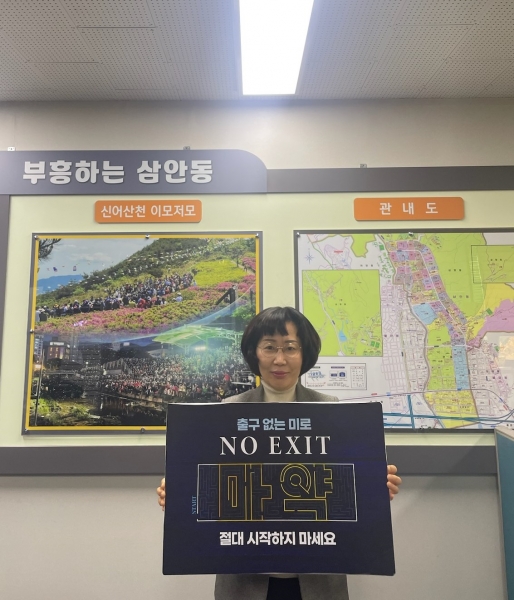 부흥하는 삼안동
신어산천 이모저모
관 내 도
출구 없는 미로
NO EXIT
마약
START
절대 시작하지 마세요